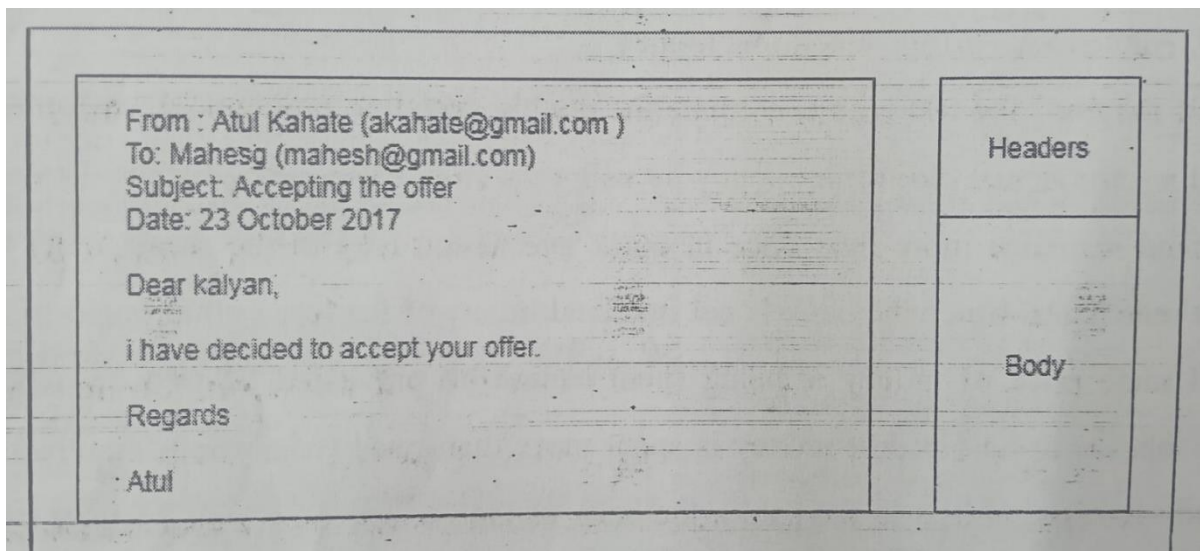 From : Atul Kahate (akahate@gmail.com )
To: Mahesg (mahesh@gmail.com)
Subject: Accepting the offer
Date: 23 October 2017
Dear kalyan,
i have decided to accept your offer.
Regards
Atul
Headers
Body